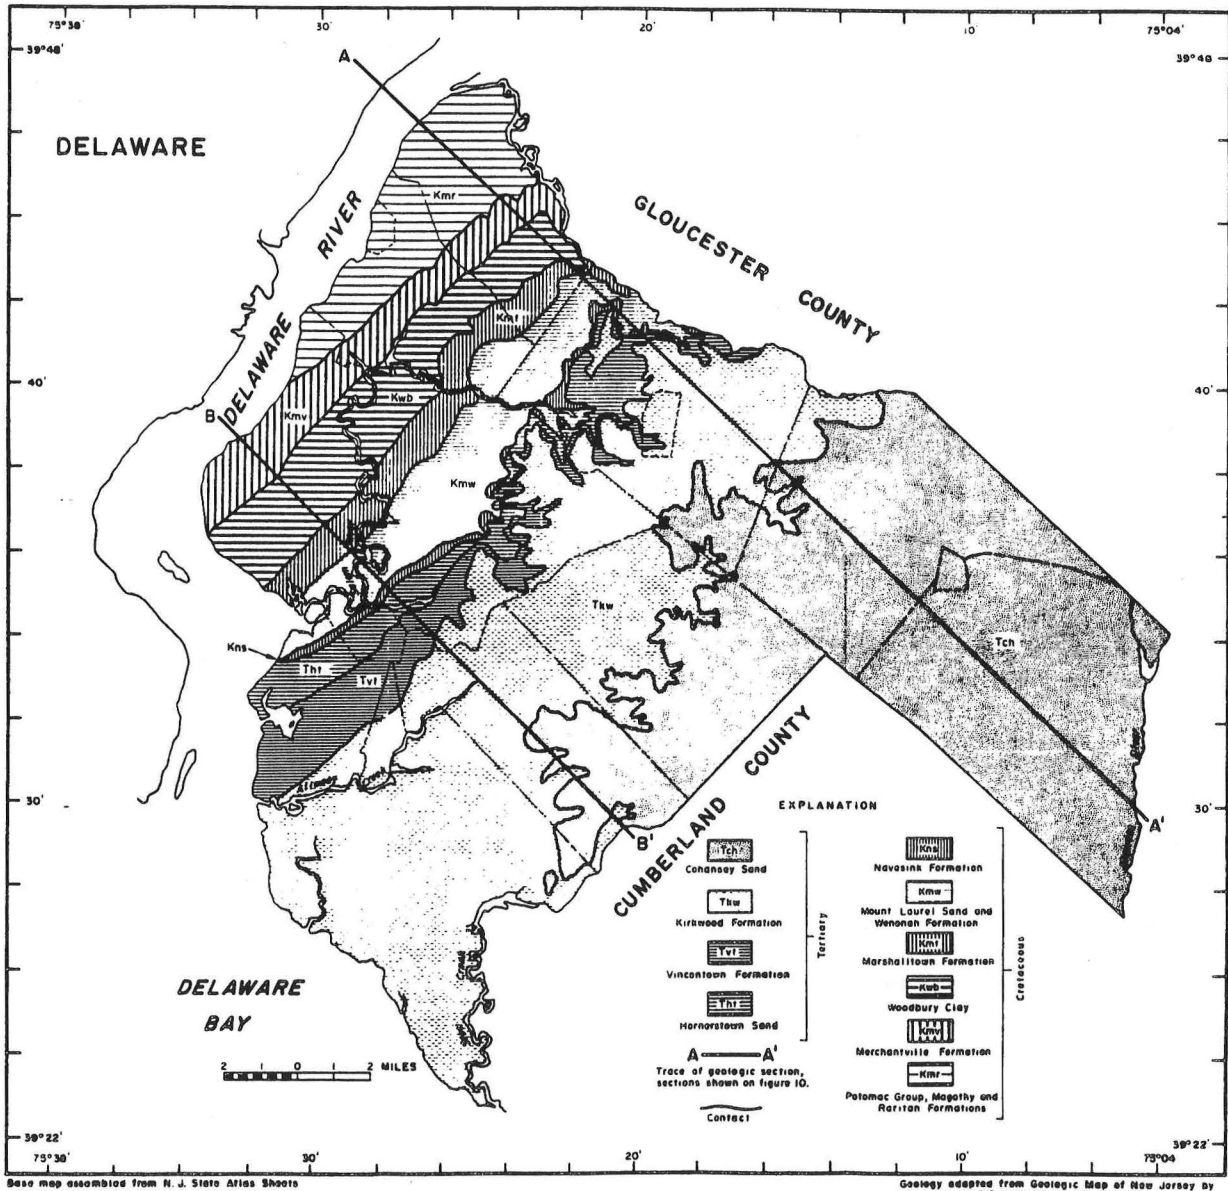 75°38'
30'
20'
10'
75°04'
39°48'
39°48
A
DELAWARE
GLOUCESTER COUNTY
RIVER
DELAWARE
Kmr
Kmt
40'
40'
B
Kmv
Kwb
Kmw
Tkw
Kns
Tht
Tvt
Tch
Alloways Creek
30'
30'
A'
B'
CUMBERLAND COUNTY
River
Creek
DELAWARE
BAY
2 1 0 2 MILES
EXPLANATION
Tch
Cohansey Sand
Tkw
Kirkwood Formation
Tvt
Vincentown Formation
Tht
Hornerstown Sand
Tertiary
A A'
Trace of geologic section,
sections shown on figure 10.
Contact
Kns
Navesink Formation
Kmw
Mount Laurel Sand and
Wenonah Formation
Kmt
Marshalltown Formation
Kwb
Woodbury Clay
Kmv
Merchantville Formation
Kmr
Potomac Group, Magothy and
Raritan Formations
Cretaceous
39°22'
39°22
75°38'
30'
20'
10'
75°04'
Base map assembled from N. J. State Atlas Sheets
Geology adapted from Geologic Map of New Jersey by